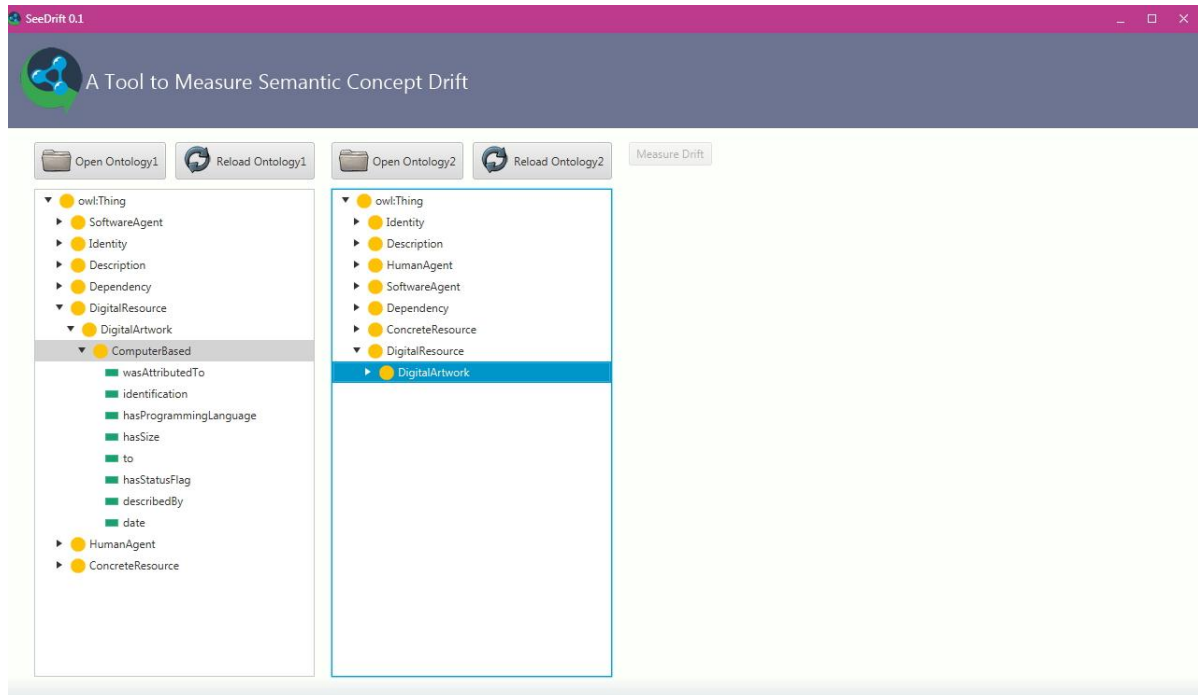 SeeDrift 0.1
A Tool to Measure Semantic Concept Drift
Open Ontology1
Reload Ontology1
Open Ontology2
Reload Ontology2
Measure Drift
owl:Thing
SoftwareAgent
Identity
Description
Dependency
DigitalResource
DigitalArtwork
ComputerBased
wasAttributedTo
identification
hasProgrammingLanguage
hasSize
to
hasStatusFlag
describedBy
date
HumanAgent
ConcreteResource
owl:Thing
Identity
Description
HumanAgent
SoftwareAgent
Dependency
ConcreteResource
DigitalResource
DigitalArtwork